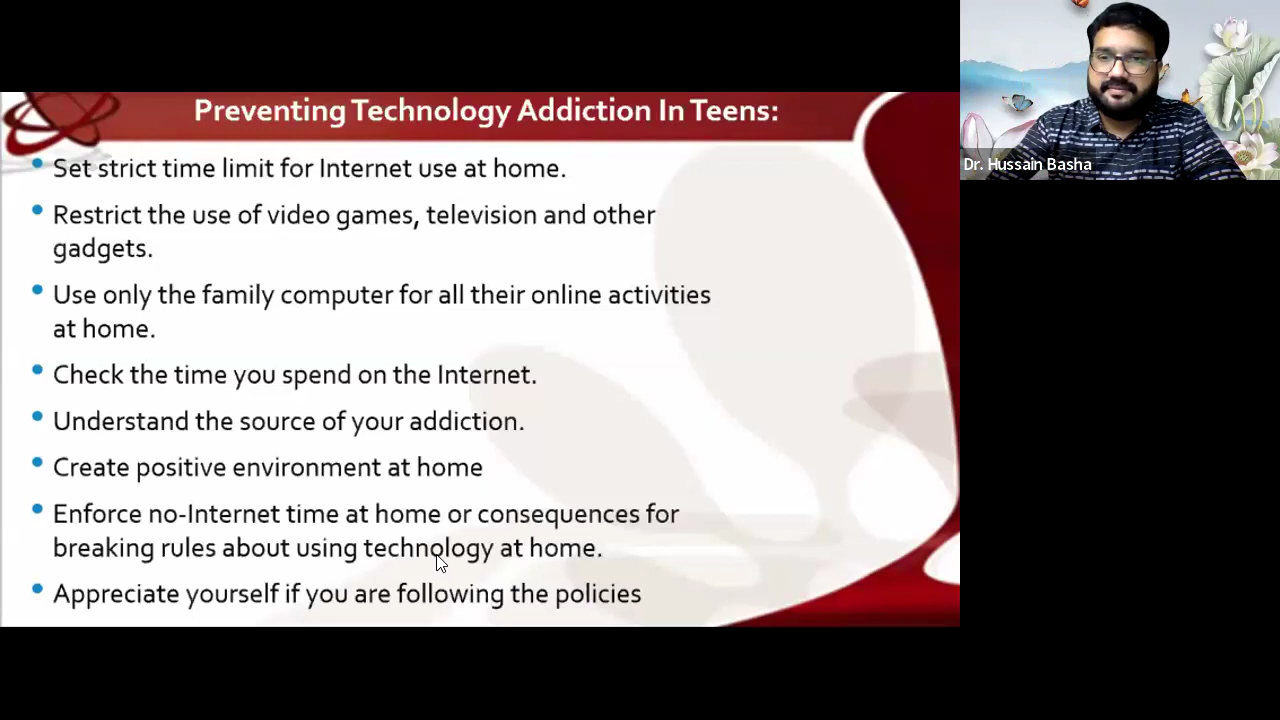 Preventing Technology Addiction In Teens:
• Set strict time limit for Internet use at home.
• Restrict the use of video games, television and other
gadgets.
• Use only the family computer for all their online activities
at home.
• Check the time you spend on the Internet.
• Understand the source of your addiction.
• Create positive environment at home
• Enforce no-Internet time at home or consequences for
breaking rules about using technology at home.
• Appreciate yourself if you are following the policies
Dr. Hussain Basha